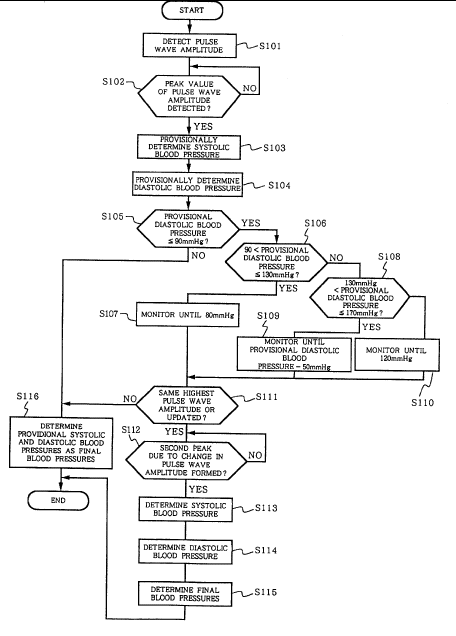 START
DETECT PULSE
WAVE AMPLITUDE
S101
S102
PEAK VALUE
OF PULSE WAVE
AMPLITUDE
DETECTED?
NO
YES
PROVISIONALLY
DETERMINE SYSTOLIC
BLOOD PRESSURE
S103
PROVISIONALLY DETERMINE
DIASTOLIC BLOOD PRESSURE
S104
S105
PROVISIONAL
DIASTOLIC BLOOD
PRESSURE
≤ 90mmHg?
YES
NO
S106
90 < PROVISIONAL
DIASTOLIC BLOOD
PRESSURE
≤ 130mmHg?
NO
YES
S108
130mmHg
< PROVISIONAL
DIASTOLIC BLOOD
PRESSURE
≤ 170mmHg?
YES
S107
MONITOR UNTIL 80mmHg
S109
MONITOR UNTIL
PROVISIONAL DIASTOLIC
BLOOD
PRESSURE - 50mmHg
MONITOR UNTIL
120mmHg
S110
SAME HIGHEST
PULSE WAVE
AMPLITUDE OR
UPDATED?
S111
NO
YES
S116
DETERMINE
PROVIDIONAL SYSTOLIC
AND DIASTOLIC BLOOD
PRESSURES AS FINAL
BLOOD PRESSURES
END
S112
SECOND PEAK
DUE TO CHANGE IN
PULSE WAVE
AMPLITUDE FORMED?
NO
YES
DETERMINE SYSTOLIC
BLOOD PRESSURE
S113
DETERMINE DIASTOLIC
BLOOD PRESSURE
S114
DETERMINE FINAL
BLOOD PRESSURES
S115